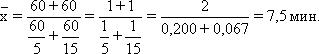 x̄ = (60 + 60)/(60/5 + 60/15) = (1 + 1)/(1/5 + 1/15) = 2/(0,200 + 0,067) = 7,5 мин.